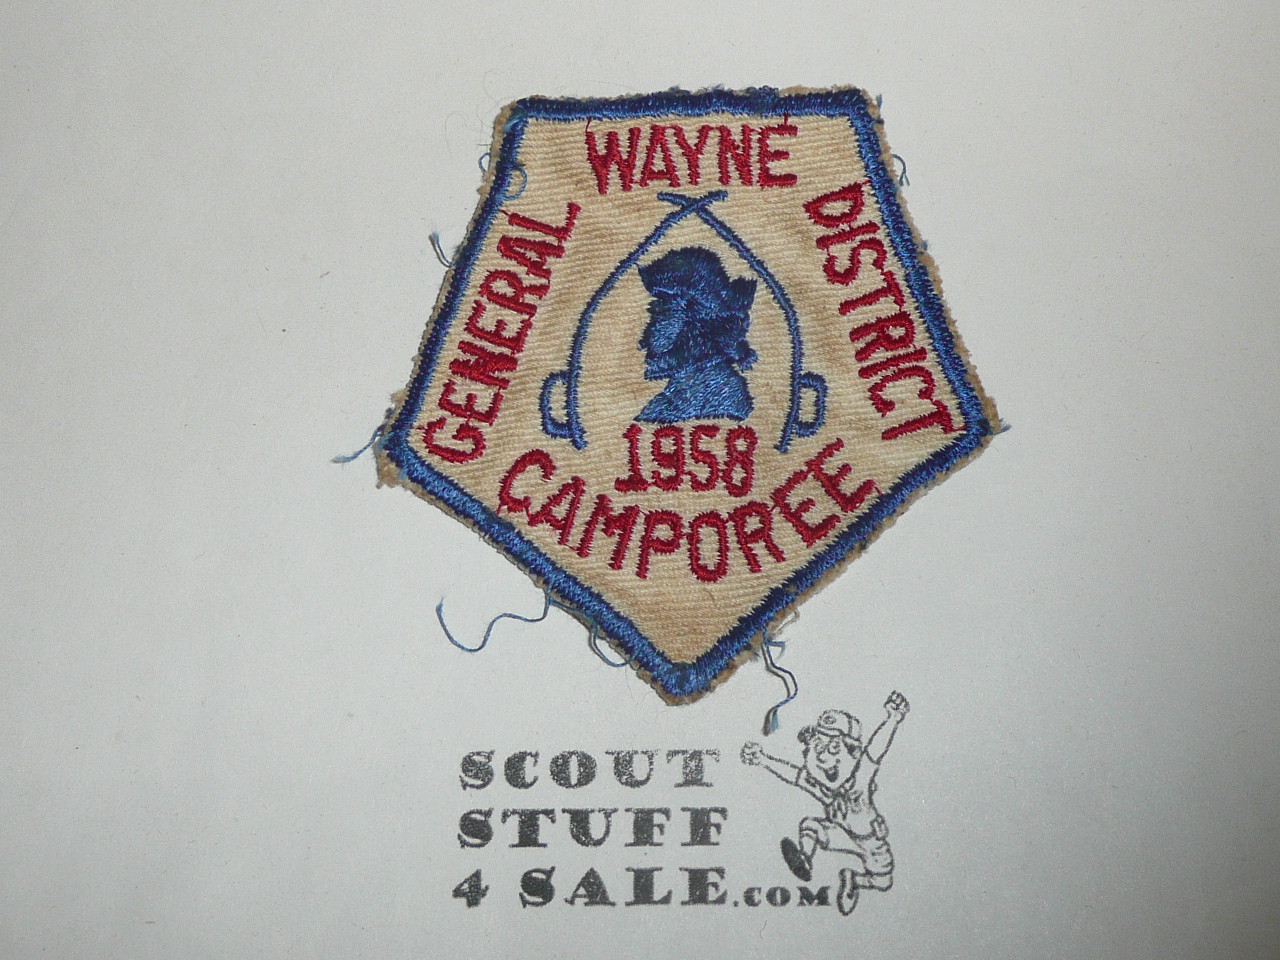 GENERAL WAYNE DISTRICT
1958
CAMPOREE
SCOUT
STUFF
4 SALE.COM